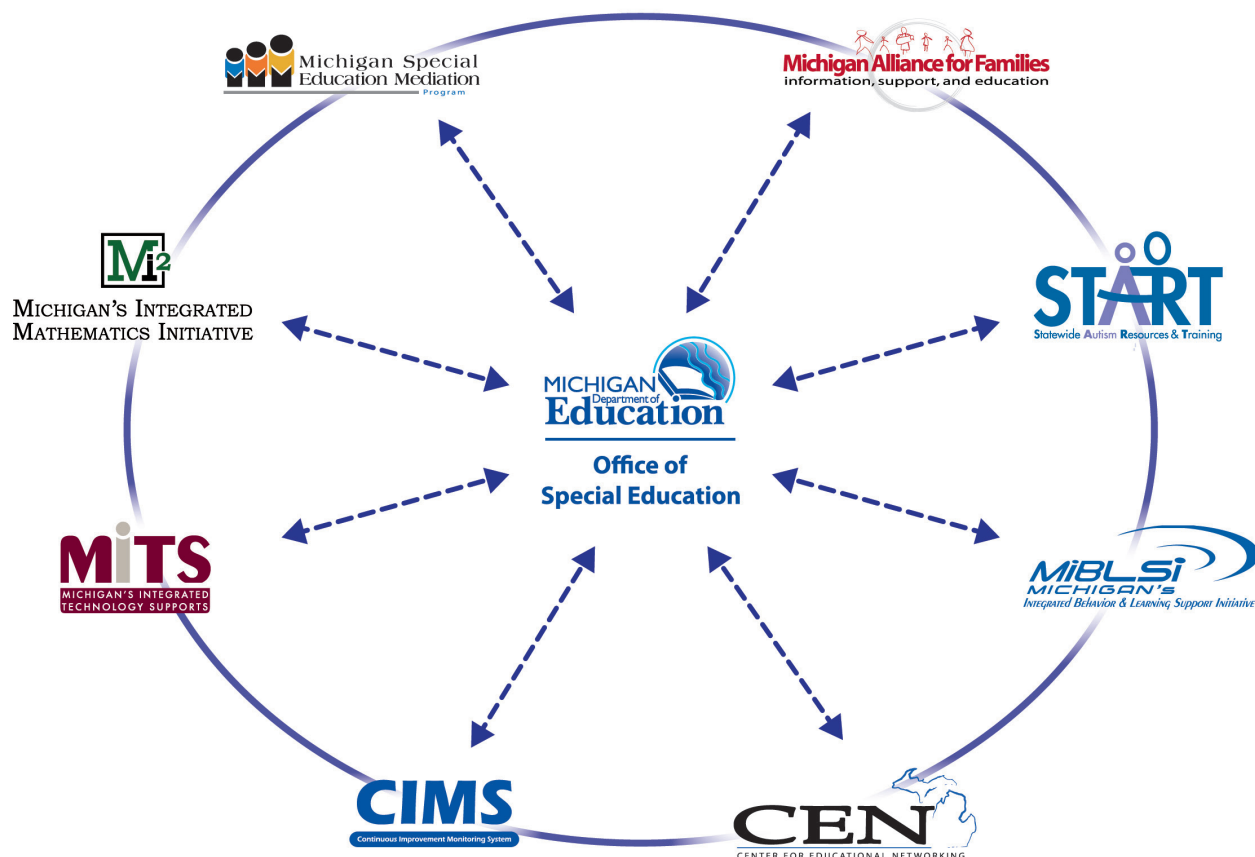 Michigan Special
Education Mediation
Program
Michigan Alliance for Families
information, support, and education
Mi2
MICHIGAN'S INTEGRATED
MATHEMATICS INITIATIVE
START
Statewide Autism Resources & Training
MICHIGAN
Department of
Education
Office of
Special Education
MiTS
MICHIGAN'S INTEGRATED
TECHNOLOGY SUPPORTS
MiBLSi
MICHIGAN'S
INTEGRATED BEHAVIOR & LEARNING SUPPORT INITIATIVE
CIMS
Continuous Improvement Monitoring System
CEN
CENTER FOR EDUCATIONAL NETWORKING